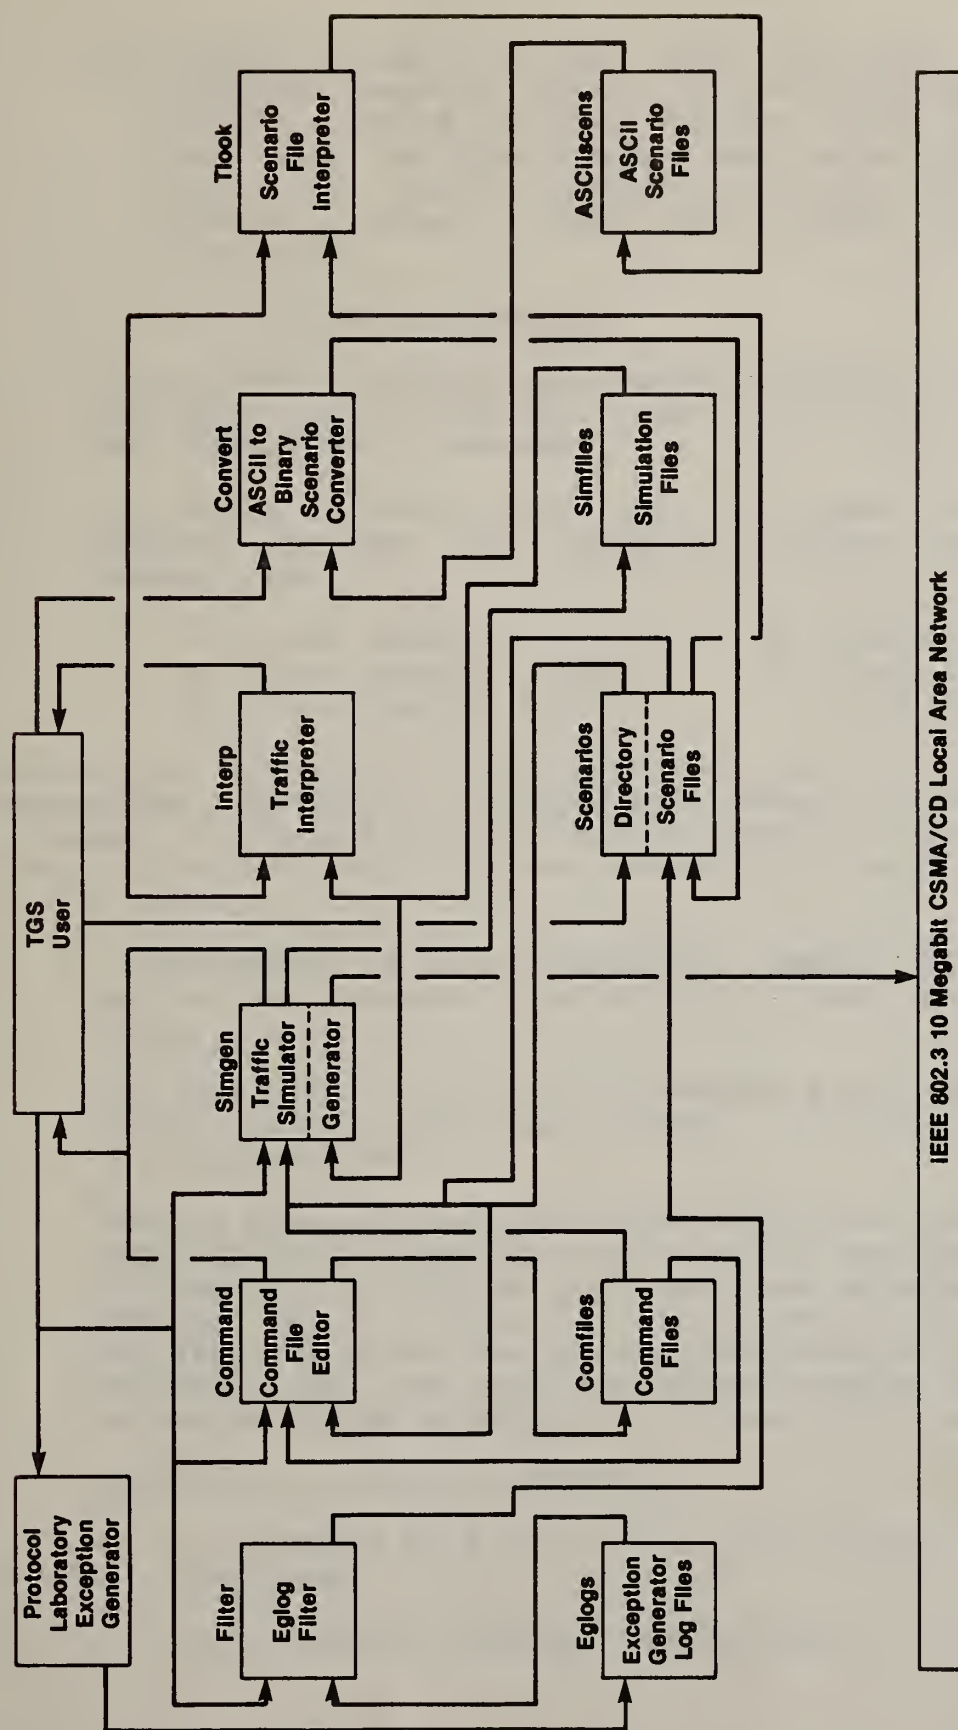 Protocol
Laboratory
Exception
Generator
TGS
User
Filter
Eglog
Filter
Command
Command
File
Editor
Simgen
Traffic
Simulator
Generator
Interp
Traffic
Interpreter
Convert
ASCII to
Binary
Scenario
Converter
Tlook
Scenario
File
Interpreter
Eglogs
Exception
Generator
Log Files
Comfiles
Command
Files
Scenarios
Directory
Scenario
Files
Simfiles
Simulation
Files
ASCIIscens
ASCII
Scenario
Files
IEEE 802.3 10 Megabit CSMA/CD Local Area Network